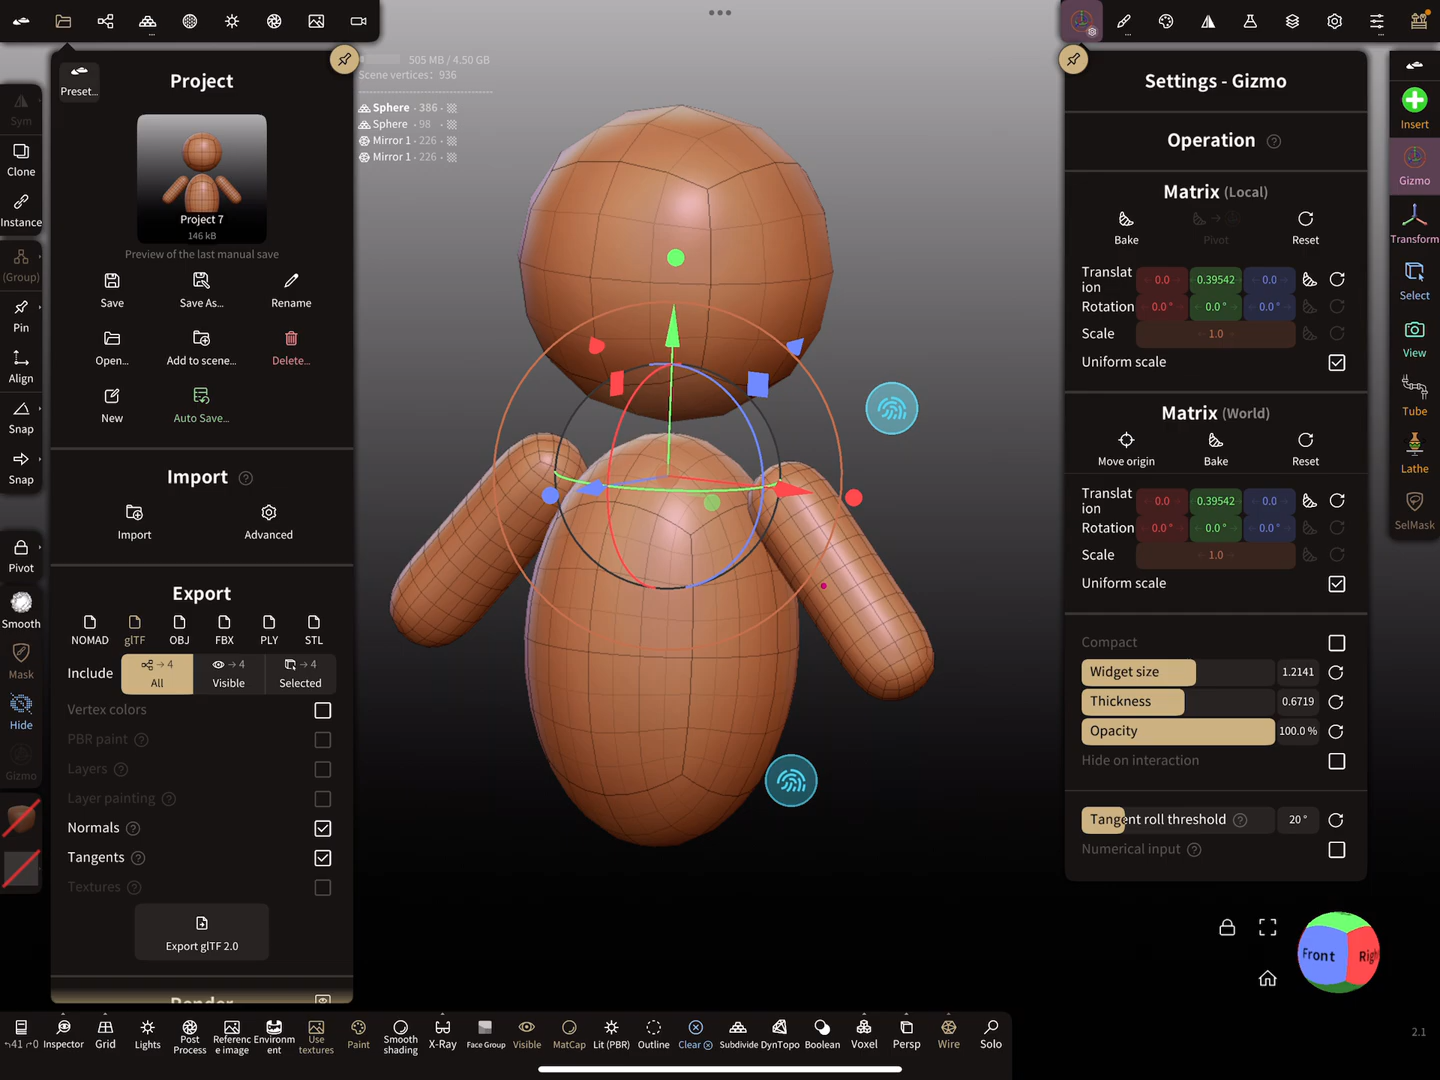 Project
Preset...
Project 7
146 kB
Preview of the last manual save
Save
Save As...
Rename
Open...
Add to scene...
Delete...
New
Auto Save...
Import
Import
Advanced
Export
NOMAD
glTF
OBJ
FBX
PLY
STL
Include
→ 4
All
→ 4
Visible
→ 4
Selected
Vertex colors
PBR paint
Layers
Layer painting
Normals
Tangents
Textures
Export glTF 2.0
Render
Sym
Clone
Instance
(Group)
Pin
Align
Snap
Snap
Pivot
Smooth
Mask
Hide
Gizmo
505 MB / 4.50 GB
Scene vertices: 936
Sphere · 386 ·
Sphere · 98 ·
Mirror 1 · 226 ·
Mirror 1 · 226 ·
Settings - Gizmo
Operation
Matrix (Local)
Bake
Pivot
Reset
Translat
ion
0.0
0.39542
0.0
Rotation
0.0 °
0.0 °
0.0 °
Scale
1.0
Uniform scale
Matrix (World)
Move origin
Bake
Reset
Translat
ion
0.0
0.39542
0.0
Rotation
0.0 °
0.0 °
0.0 °
Scale
1.0
Uniform scale
Compact
Widget size
1.2141
Thickness
0.6719
Opacity
100.0 %
Hide on interaction
Tangent roll threshold
20 °
Numerical input
Insert
Gizmo
Transform
Select
View
Tube
Lathe
SelMask
Front
Righ
2.1
41
0
Inspector
Grid
Lights
Post
Process
Referenc
e image
Environm
ent
Use
textures
Paint
Smooth
shading
X-Ray
Face Group
Visible
MatCap
Lit (PBR)
Outline
Clear
Subdivide
DynTopo
Boolean
Voxel
Persp
Wire
Solo